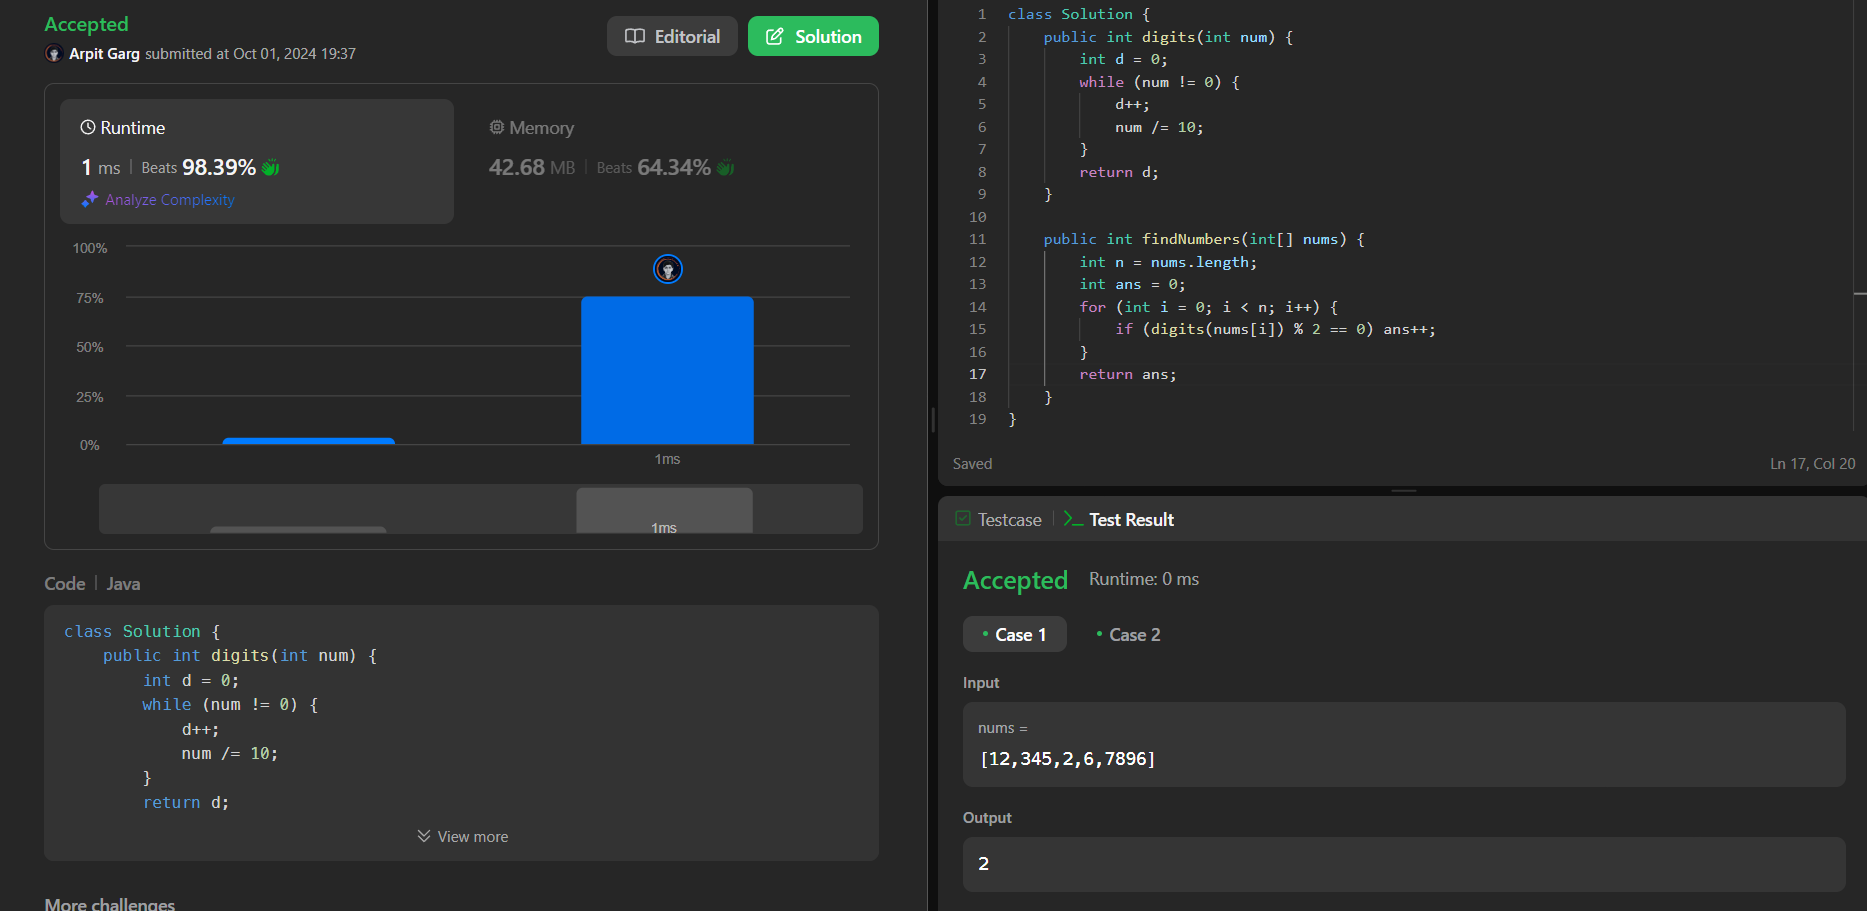 Accepted
Arpit Garg submitted at Oct 01, 2024 19:37
Editorial
Solution
Runtime
1 ms | Beats 98.39%
Analyze Complexity
Memory
42.68 MB | Beats 64.34%
100%
75%
50%
25%
0%
1ms
1ms
Code | Java
class Solution {
    public int digits(int num) {
        int d = 0;
        while (num != 0) {
            d++;
            num /= 10;
        }
        return d;
View more
More challenges
1 class Solution {
2     public int digits(int num) {
3         int d = 0;
4         while (num != 0) {
5             d++;
6             num /= 10;
7         }
8         return d;
9     }
10
11     public int findNumbers(int[] nums) {
12         int n = nums.length;
13         int ans = 0;
14         for (int i = 0; i < n; i++) {
15             if (digits(nums[i]) % 2 == 0) ans++;
16         }
17         return ans;
18     }
19 }
Saved
Ln 17, Col 20
Testcase | Test Result
Accepted Runtime: 0 ms
Case 1
Case 2
Input
nums =
[12,345,2,6,7896]
Output
2